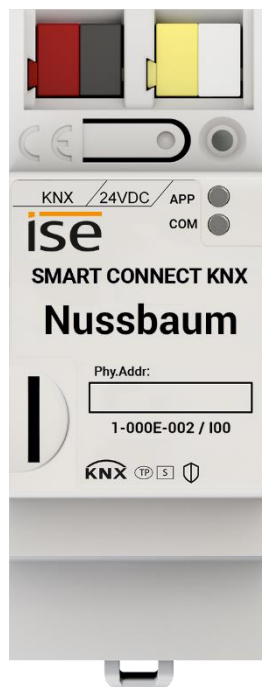 CE
KNX / 24VDC / APP
COM
ise
SMART CONNECT KNX
Nussbaum
Phy.Addr:
1-000E-002 / I00
KNX TP S